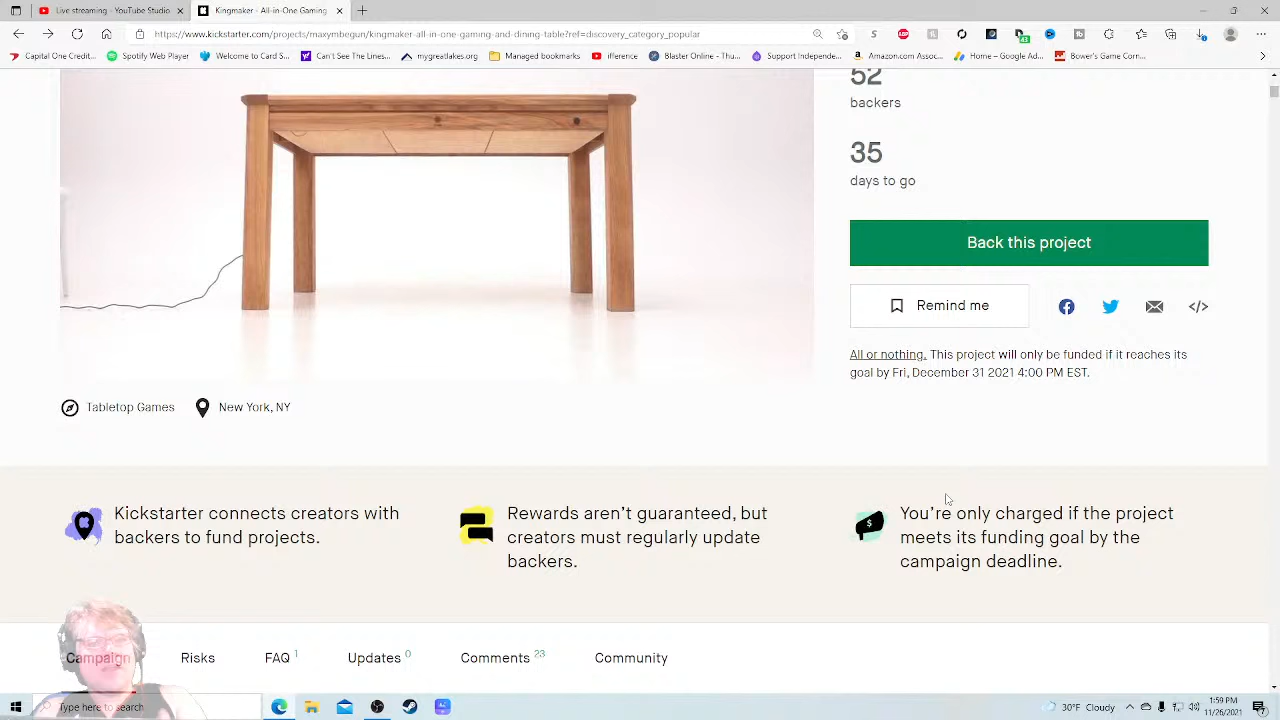 Live streaming - YouTube Studio
Kingmaker - All-in-One Gaming
https://www.kickstarter.com/projects/maxymbegun/kingmaker-all-in-one-gaming-and-dining-table?ref=discovery_category_popular
Capital One Credit...
Spotify Web Player
Welcome to Card S...
Can't See The Lines...
www.mygreatlakes.org
Managed bookmarks
ifference
Blaster Online - Thu...
Support Independe...
Amazon.com Assoc...
Home - Google Ad...
Bower's Game Corn...
52
backers
35
days to go
Back this project
Remind me
All or nothing. This project will only be funded if it reaches its
goal by Fri, December 31 2021 4:00 PM EST.
Tabletop Games
New York, NY
Kickstarter connects creators with
backers to fund projects.
Rewards aren't guaranteed, but
creators must regularly update
backers.
You're only charged if the project
meets its funding goal by the
campaign deadline.
Campaign
Risks
FAQ 1
Updates 0
Comments 23
Community
Type here to search
30°F Cloudy
1:59 PM
11/26/2021